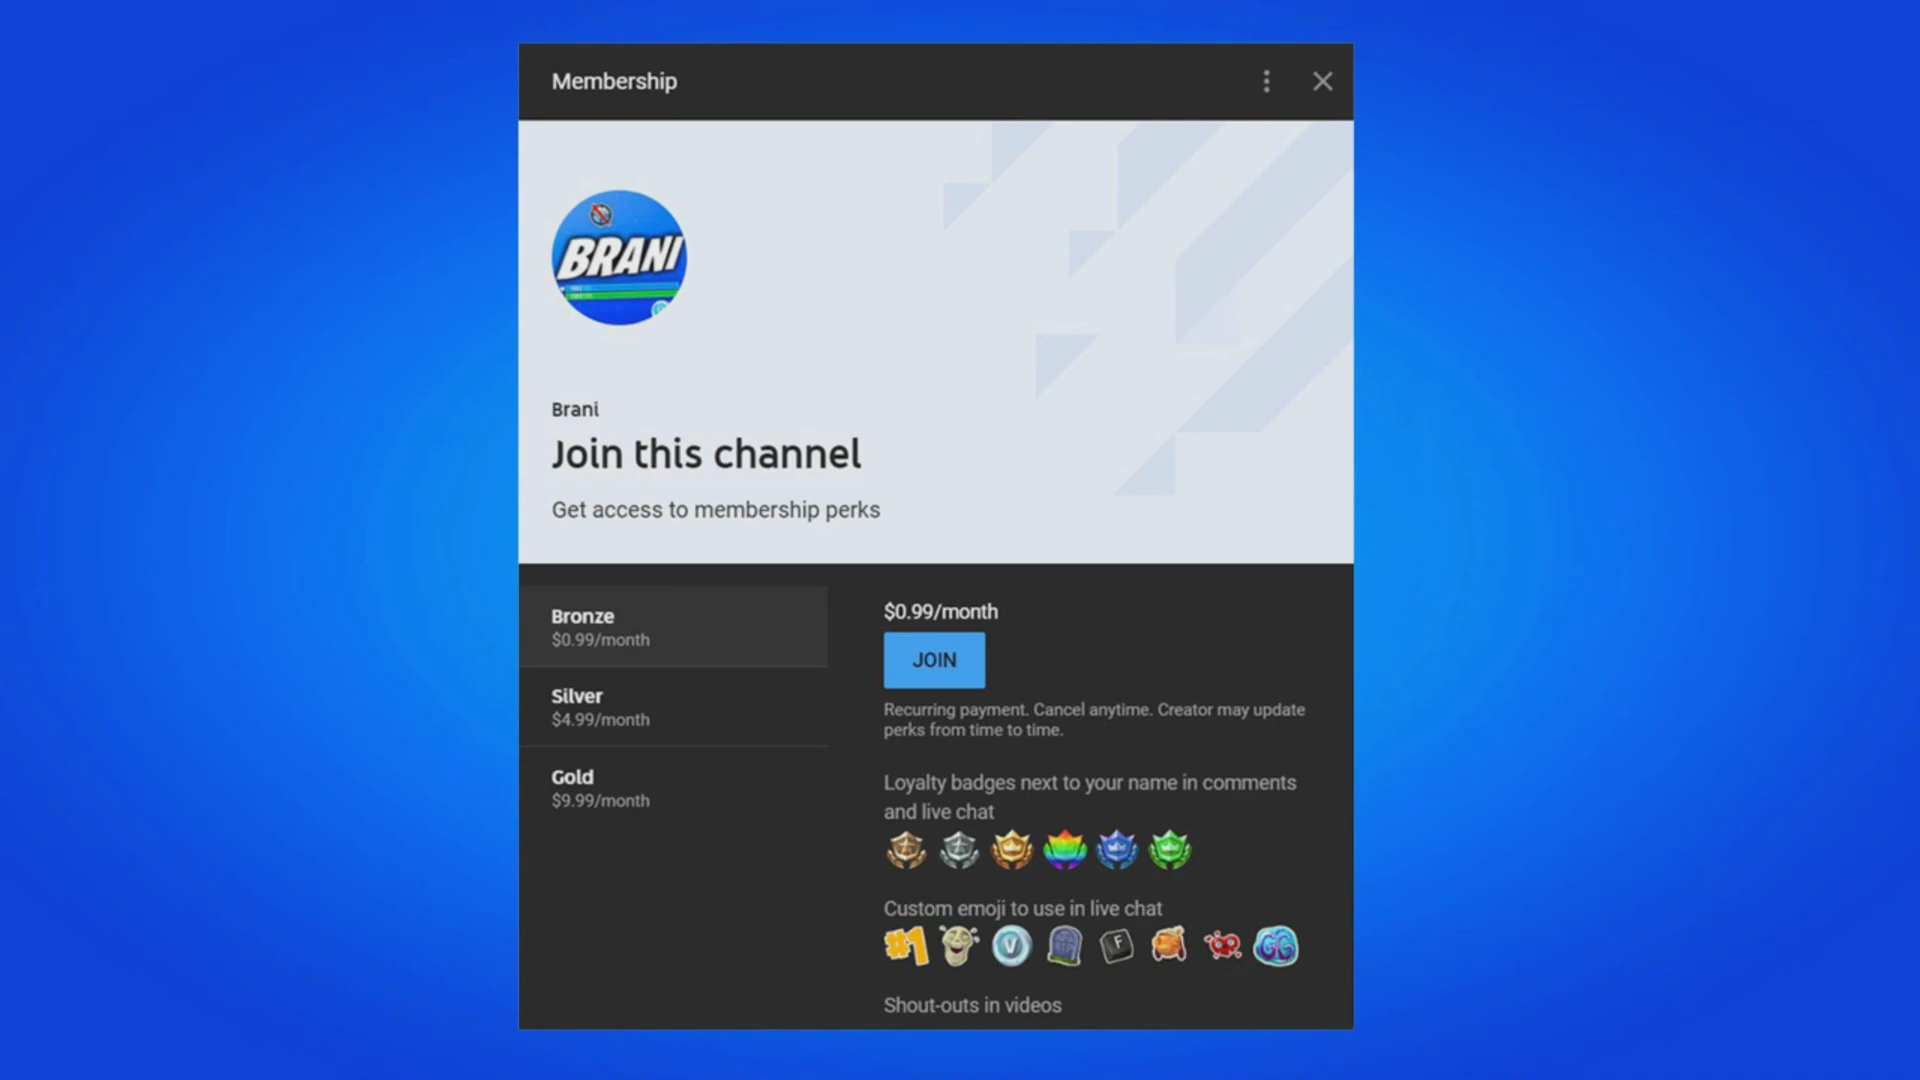 Membership
BRANI
Brani
Join this channel
Get access to membership perks
Bronze
$0.99/month
Silver
$4.99/month
Gold
$9.99/month
$0.99/month
JOIN
Recurring payment. Cancel anytime. Creator may update
perks from time to time.
Loyalty badges next to your name in comments
and live chat
Custom emoji to use in live chat
#1 V F GG
Shout-outs in videos